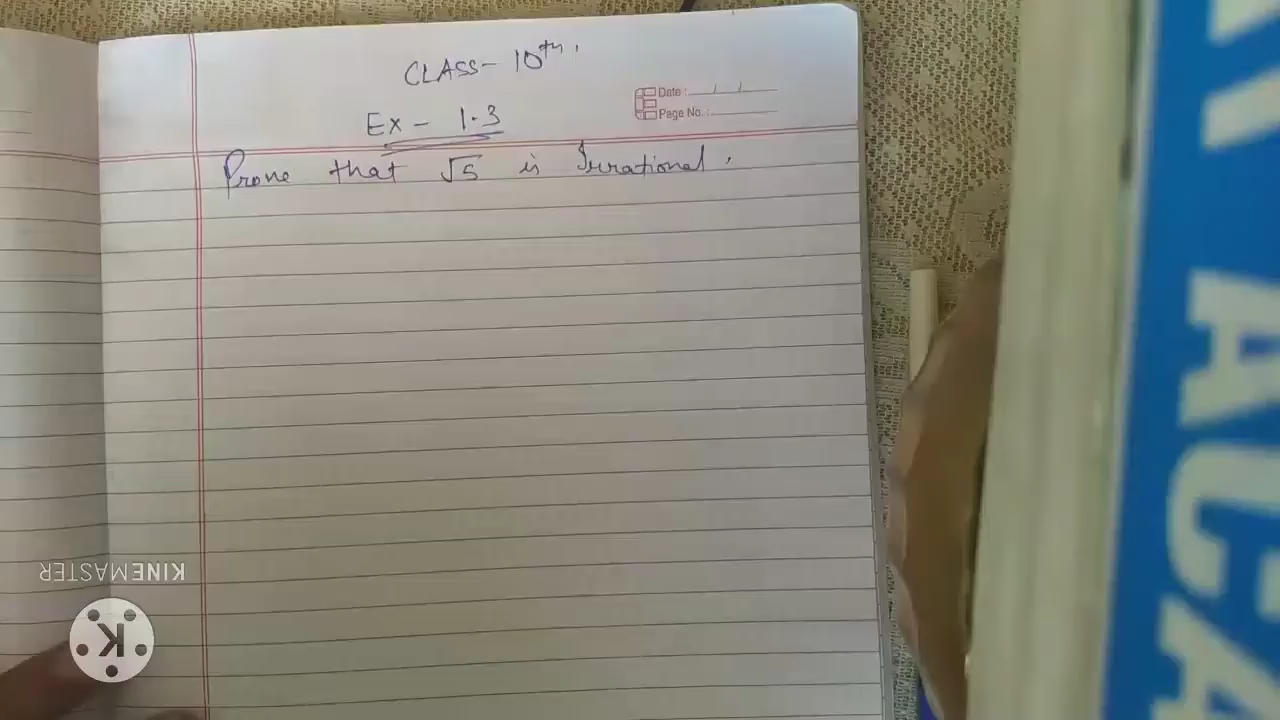 CLASS- 10th.
Ex - 1.3
Date :
Page No. :
Prove that √5 is Irrational.
KINEMASTER
K